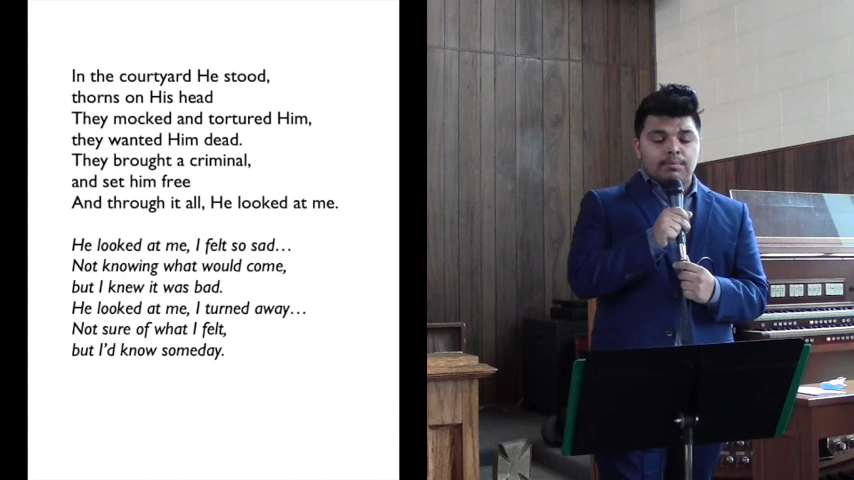 In the courtyard He stood,
thorns on His head
They mocked and tortured Him,
they wanted Him dead.
They brought a criminal,
and set him free
And through it all, He looked at me.
He looked at me, I felt so sad…
Not knowing what would come,
but I knew it was bad.
He looked at me, I turned away…
Not sure of what I felt,
but I’d know someday.